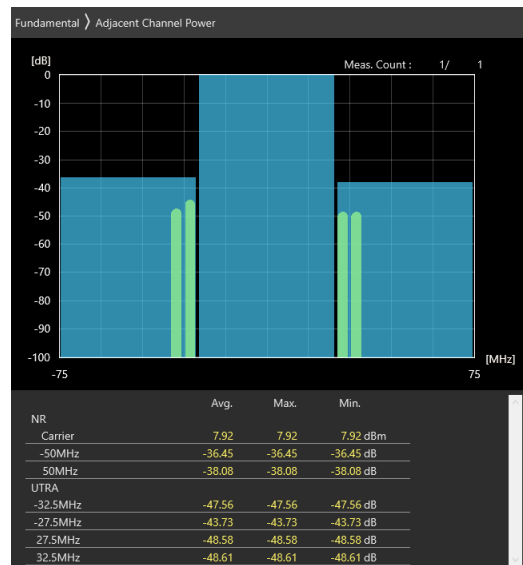 Fundamental ❭ Adjacent Channel Power
[dB]
Meas. Count : 1/ 1
0
-10
-20
-30
-40
-50
-60
-70
-80
-90
-100
[MHz]
-75 75
Avg. Max. Min.
NR
Carrier 7.92 7.92 7.92 dBm
-50MHz -36.45 -36.45 -36.45 dB
50MHz -38.08 -38.08 -38.08 dB
UTRA
-32.5MHz -47.56 -47.56 -47.56 dB
-27.5MHz -43.73 -43.73 -43.73 dB
27.5MHz -48.58 -48.58 -48.58 dB
32.5MHz -48.61 -48.61 -48.61 dB